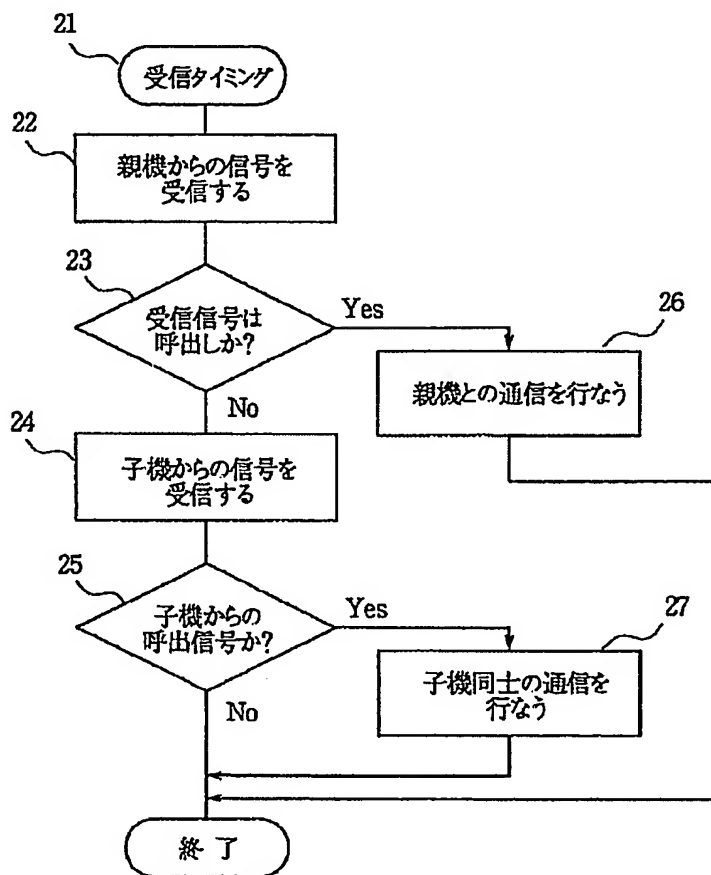 21
受信タイミング
22
親機からの信号を
受信する
23
受信信号は
呼出しか?
Yes
No
26
親機との通信を行なう
24
子機からの信号を
受信する
25
子機からの
呼出信号か?
Yes
No
27
子機同士の通信を
行なう
終了